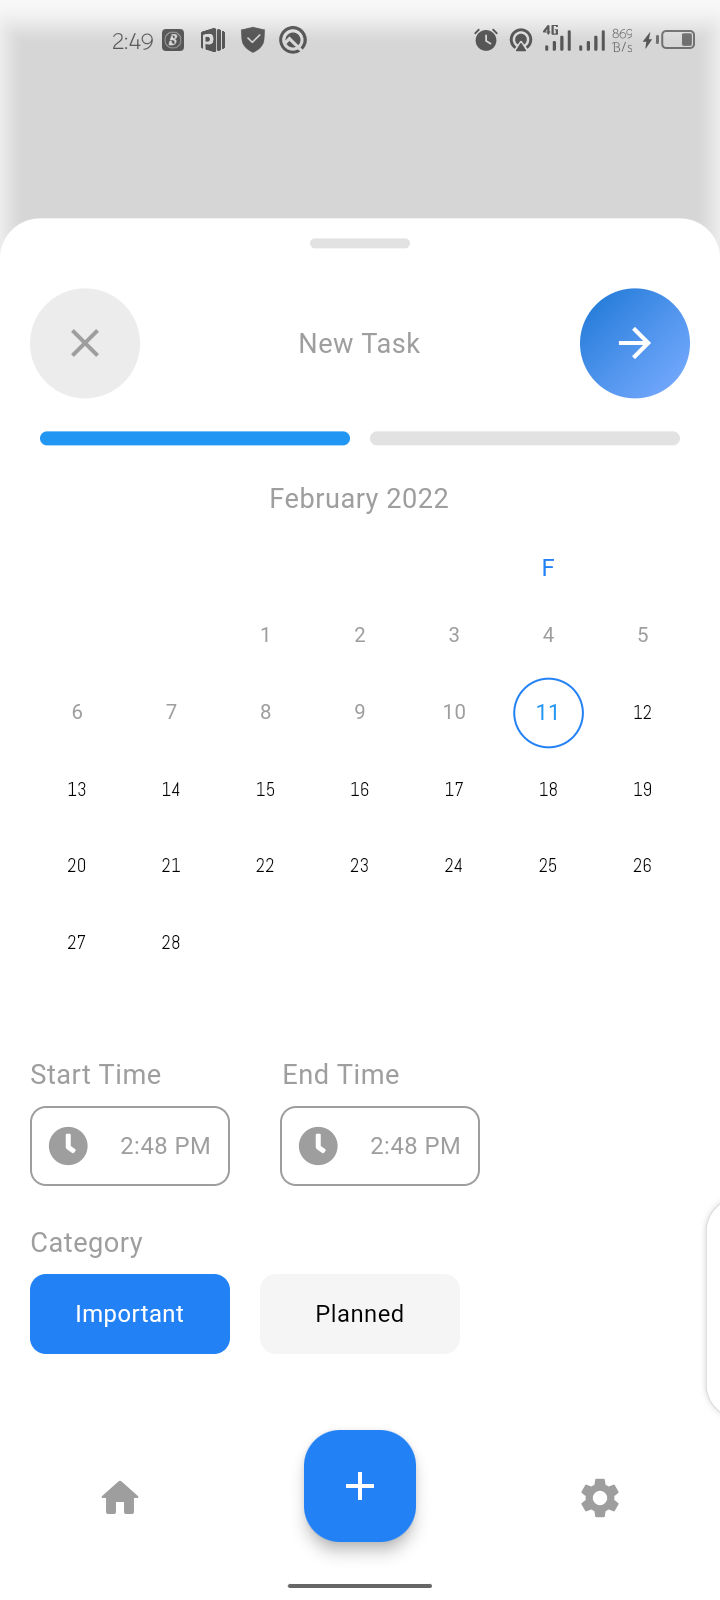 2:49 4G 869 B/s
New Task
February 2022
F
1 2 3 4 5
6 7 8 9 10 11 12
13 14 15 16 17 18 19
20 21 22 23 24 25 26
27 28
Start Time End Time
2:48 PM 2:48 PM
Category
Important Planned